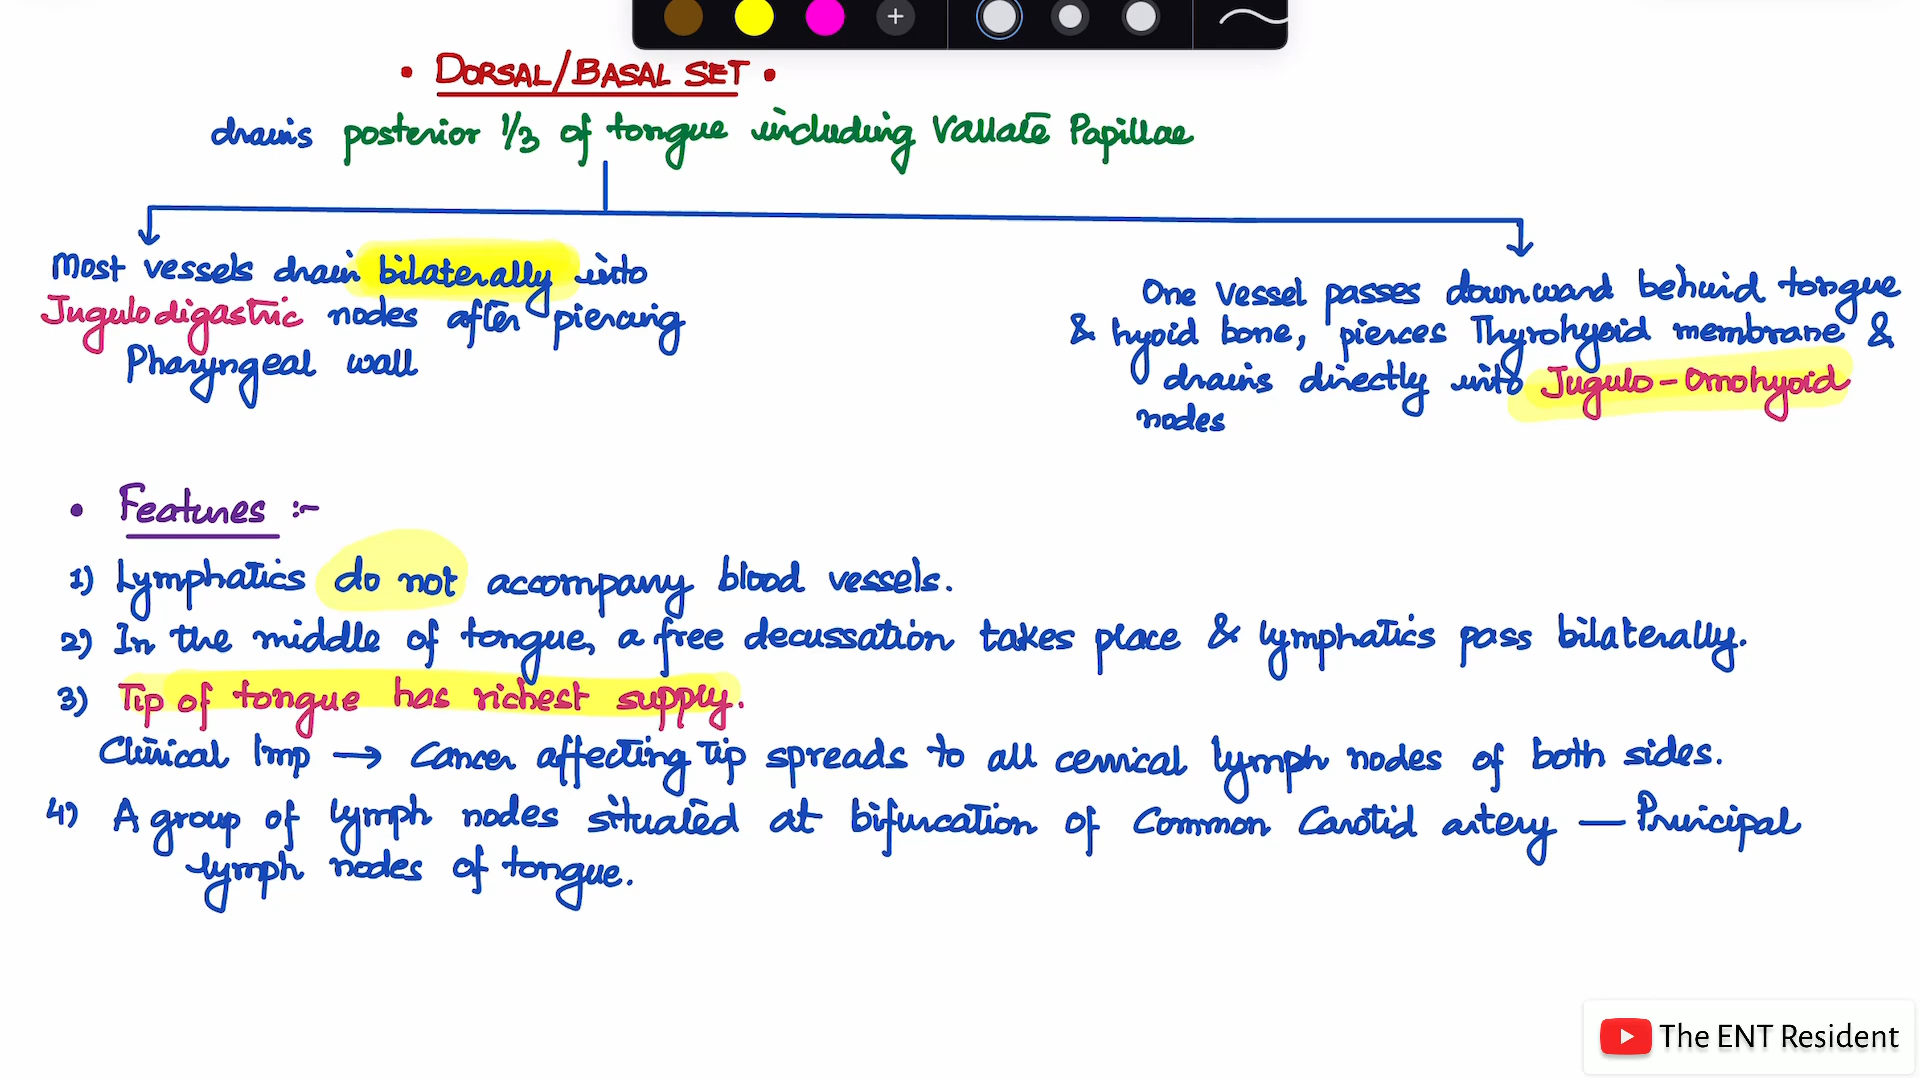 • DORSAL/BASAL SET •
drains posterior 1/3 of tongue including Vallate Papillae
Most vessels drain bilaterally into
Jugulodigastric nodes after piercing
Pharyngeal wall
One vessel passes downward behind tongue
& hyoid bone, pierces Thyrohyoid membrane &
drains directly into Jugulo-Omohyoid
nodes
• Features :-
1) Lymphatics do not accompany blood vessels.
2) In the middle of tongue, a free decussation takes place & lymphatics pass bilaterally.
3) Tip of tongue has richest supply.
Clinical Imp → Cancer affecting tip spreads to all cervical lymph nodes of both sides.
4) A group of lymph nodes situated at bifurcation of Common Carotid artery — Principal
lymph nodes of tongue.
The ENT Resident